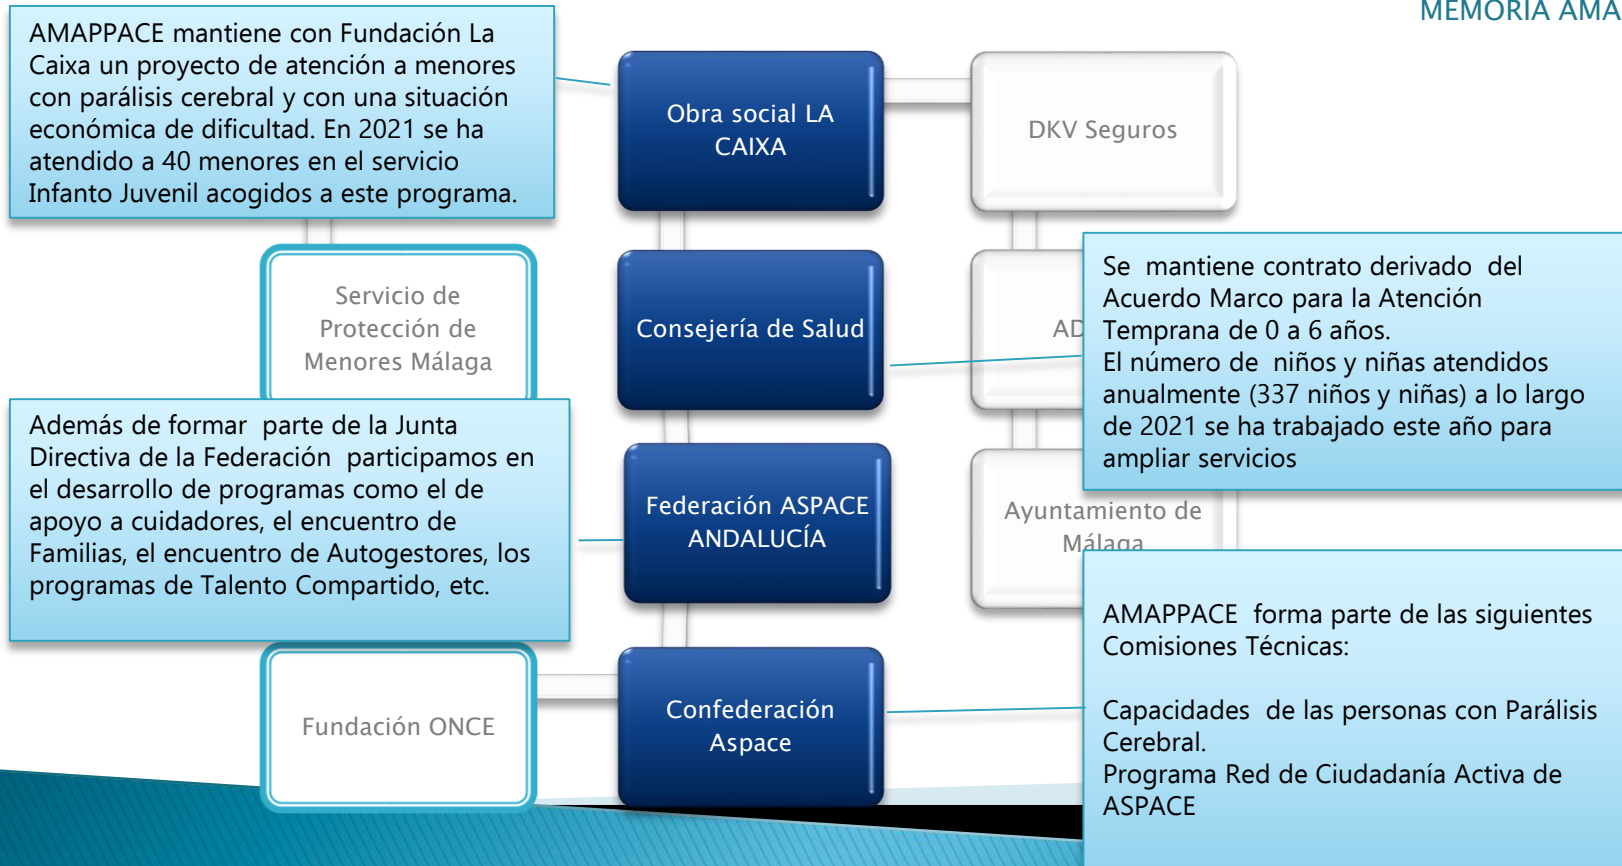 MEMORIA AMA
AMAPPACE mantiene con Fundación La
Caixa un proyecto de atención a menores
con parálisis cerebral y con una situación
económica de dificultad. En 2021 se ha
atendido a 40 menores en el servicio
Infanto Juvenil acogidos a este programa.
Obra social LA
CAIXA
DKV Seguros
Servicio de
Protección de
Menores Málaga
Consejería de Salud
AD
Se mantiene contrato derivado del
Acuerdo Marco para la Atención
Temprana de 0 a 6 años.
El número de niños y niñas atendidos
anualmente (337 niños y niñas) a lo largo
de 2021 se ha trabajado este año para
ampliar servicios
Además de formar parte de la Junta
Directiva de la Federación participamos en
el desarrollo de programas como el de
apoyo a cuidadores, el encuentro de
Familias, el encuentro de Autogestores, los
programas de Talento Compartido, etc.
Federación ASPACE
ANDALUCÍA
Ayuntamiento de
Málaga
Fundación ONCE
Confederación
Aspace
AMAPPACE forma parte de las siguientes
Comisiones Técnicas:
Capacidades de las personas con Parálisis
Cerebral.
Programa Red de Ciudadanía Activa de
ASPACE